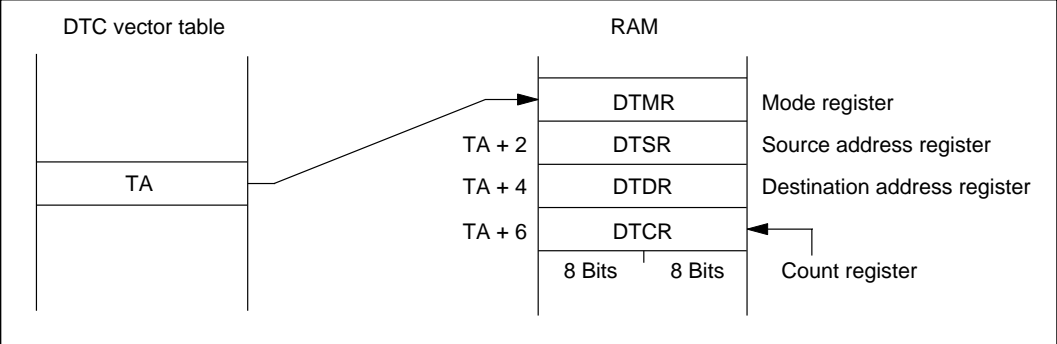 DTC vector table
RAM
DTMR Mode register
TA + 2 DTSR Source address register
TA TA + 4 DTDR Destination address register
TA + 6 DTCR
8 Bits 8 Bits Count register